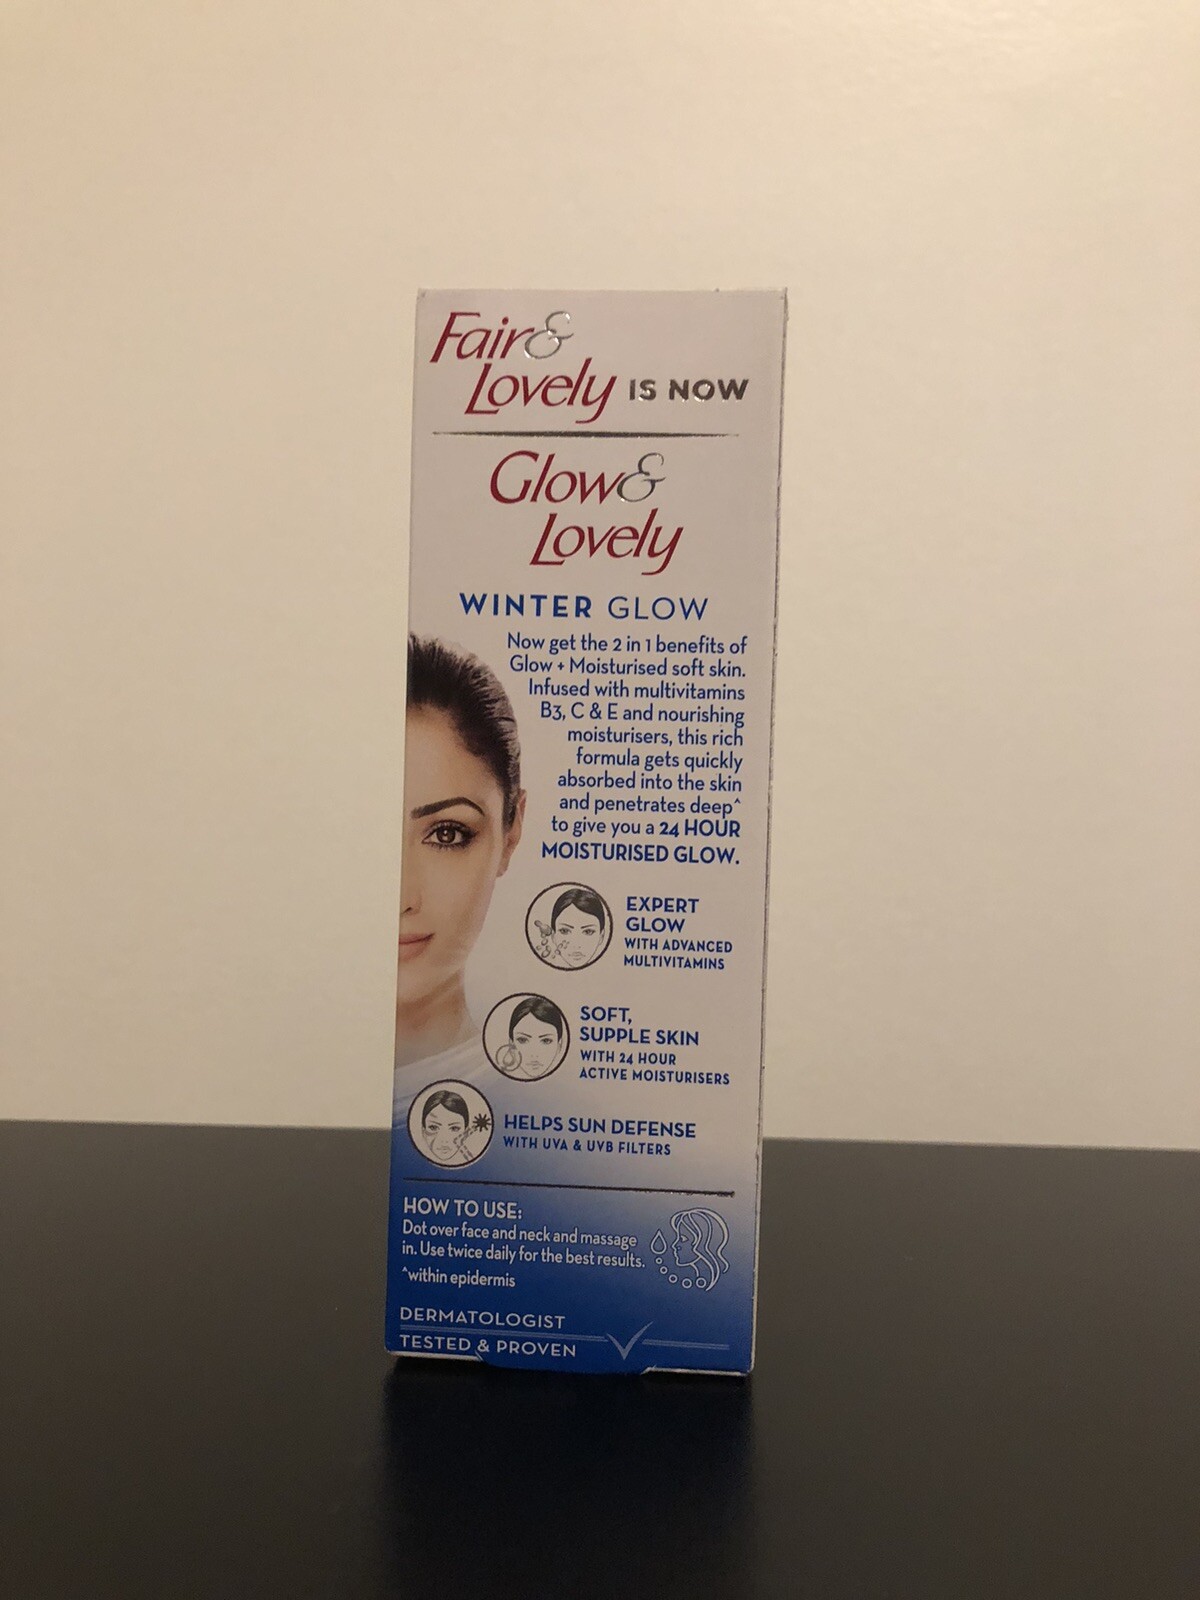 Fair &
Lovely IS NOW
Glow &
Lovely
WINTER GLOW
Now get the 2 in 1 benefits of
Glow + Moisturised soft skin.
Infused with multivitamins
B3, C & E and nourishing
moisturisers, this rich
formula gets quickly
absorbed into the skin
and penetrates deep^
to give you a 24 HOUR
MOISTURISED GLOW.
EXPERT
GLOW
WITH ADVANCED
MULTIVITAMINS
SOFT,
SUPPLE SKIN
WITH 24 HOUR
ACTIVE MOISTURISERS
HELPS SUN DEFENSE
WITH UVA & UVB FILTERS
HOW TO USE:
Dot over face and neck and massage
in. Use twice daily for the best results.
^within epidermis
DERMATOLOGIST
TESTED & PROVEN